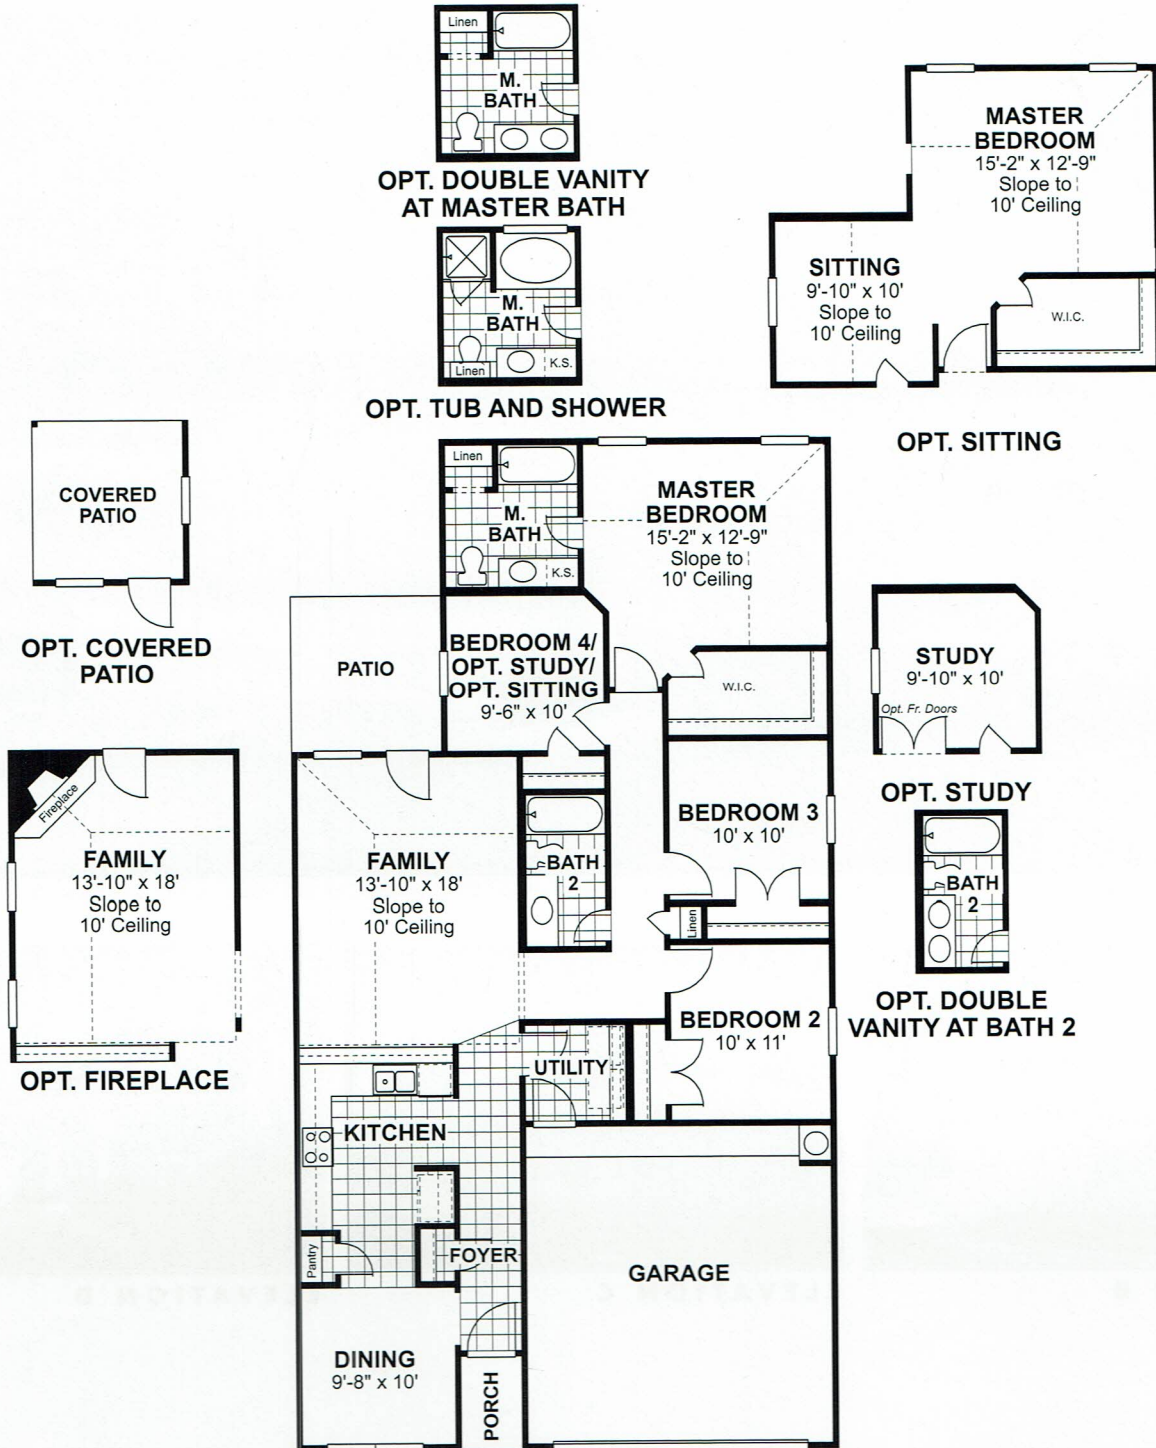 Linen
M.
BATH
OPT. DOUBLE VANITY
AT MASTER BATH
M.
BATH
Linen
K.S.
OPT. TUB AND SHOWER
MASTER
BEDROOM
15'-2" x 12'-9"
Slope to
10' Ceiling
SITTING
9'-10" x 10'
Slope to
10' Ceiling
W.I.C.
OPT. SITTING
COVERED
PATIO
OPT. COVERED
PATIO
Linen
M.
BATH
K.S.
MASTER
BEDROOM
15'-2" x 12'-9"
Slope to
10' Ceiling
PATIO
BEDROOM 4/
OPT. STUDY/
OPT. SITTING
9'-6" x 10'
W.I.C.
STUDY
9'-10" x 10'
Opt. Fr. Doors
OPT. STUDY
Fireplace
FAMILY
13'-10" x 18'
Slope to
10' Ceiling
OPT. FIREPLACE
FAMILY
13'-10" x 18'
Slope to
10' Ceiling
BATH
2
BEDROOM 3
10' x 10'
Linen
BATH
2
OPT. DOUBLE
VANITY AT BATH 2
BEDROOM 2
10' x 11'
UTILITY
KITCHEN
Pantry
FOYER
GARAGE
DINING
9'-8" x 10'
PORCH